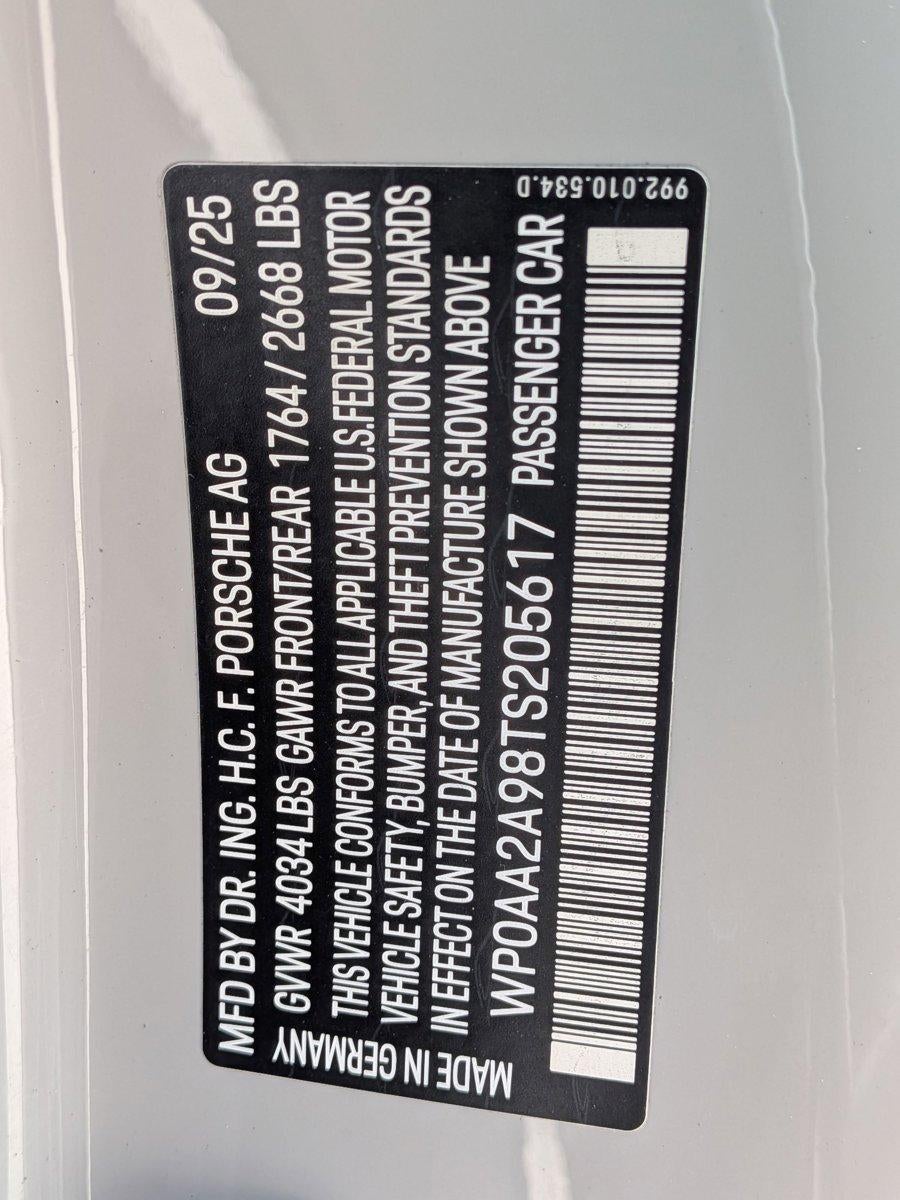 MFD BY DR. ING. H.C. F. PORSCHE AG 09/25
GVWR 4034 LBS GAWR FRONT/REAR 1764 / 2668 LBS
THIS VEHICLE CONFORMS TO ALL APPLICABLE U.S. FEDERAL MOTOR
VEHICLE SAFETY, BUMPER, AND THEFT PREVENTION STANDARDS
IN EFFECT ON THE DATE OF MANUFACTURE SHOWN ABOVE
WP0AA2A98TS205617 PASSENGER CAR
MADE IN GERMANY
992.010.534.D